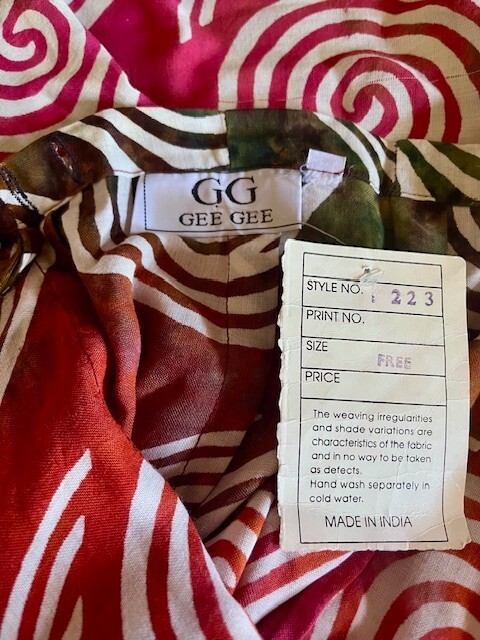 GG
GEE GEE
STYLE NO. 223
PRINT NO.
SIZE FREE
PRICE
The weaving irregularities
and shade variations are
characteristics of the fabric
and in no way to be taken
as defects.
Hand wash separately in
cold water.
MADE IN INDIA